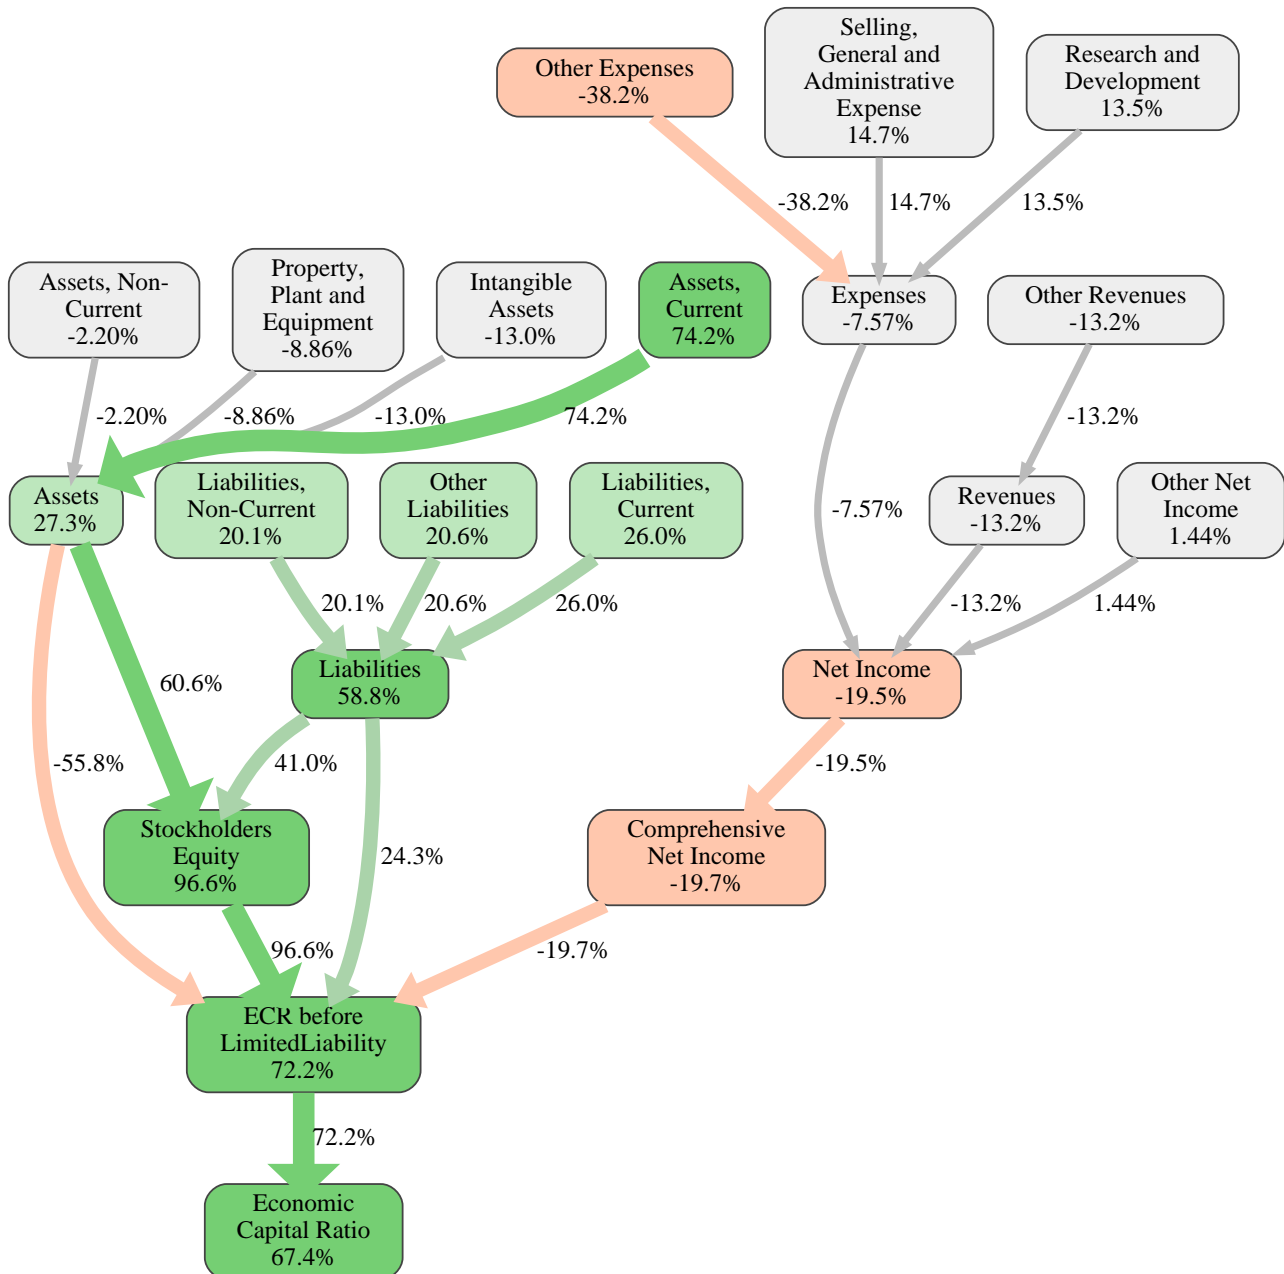 Other Expenses
-38.2%
Selling,
General and
Administrative
Expense
14.7%
Research and
Development
13.5%
-38.2%
14.7%
13.5%
Assets, Non-
Current
-2.20%
Property,
Plant and
Equipment
-8.86%
Intangible
Assets
-13.0%
Assets,
Current
74.2%
Expenses
-7.57%
Other Revenues
-13.2%
-2.20%
-8.86%
-13.0%
74.2%
-13.2%
Assets
27.3%
Liabilities,
Non-Current
20.1%
Other
Liabilities
20.6%
Liabilities,
Current
26.0%
-7.57%
Revenues
-13.2%
Other Net
Income
1.44%
20.1%
20.6%
26.0%
-13.2%
1.44%
Liabilities
58.8%
Net Income
-19.5%
60.6%
-55.8%
41.0%
-19.5%
Stockholders
Equity
96.6%
24.3%
Comprehensive
Net Income
-19.7%
96.6%
-19.7%
ECR before
LimitedLiability
72.2%
72.2%
Economic
Capital Ratio
67.4%